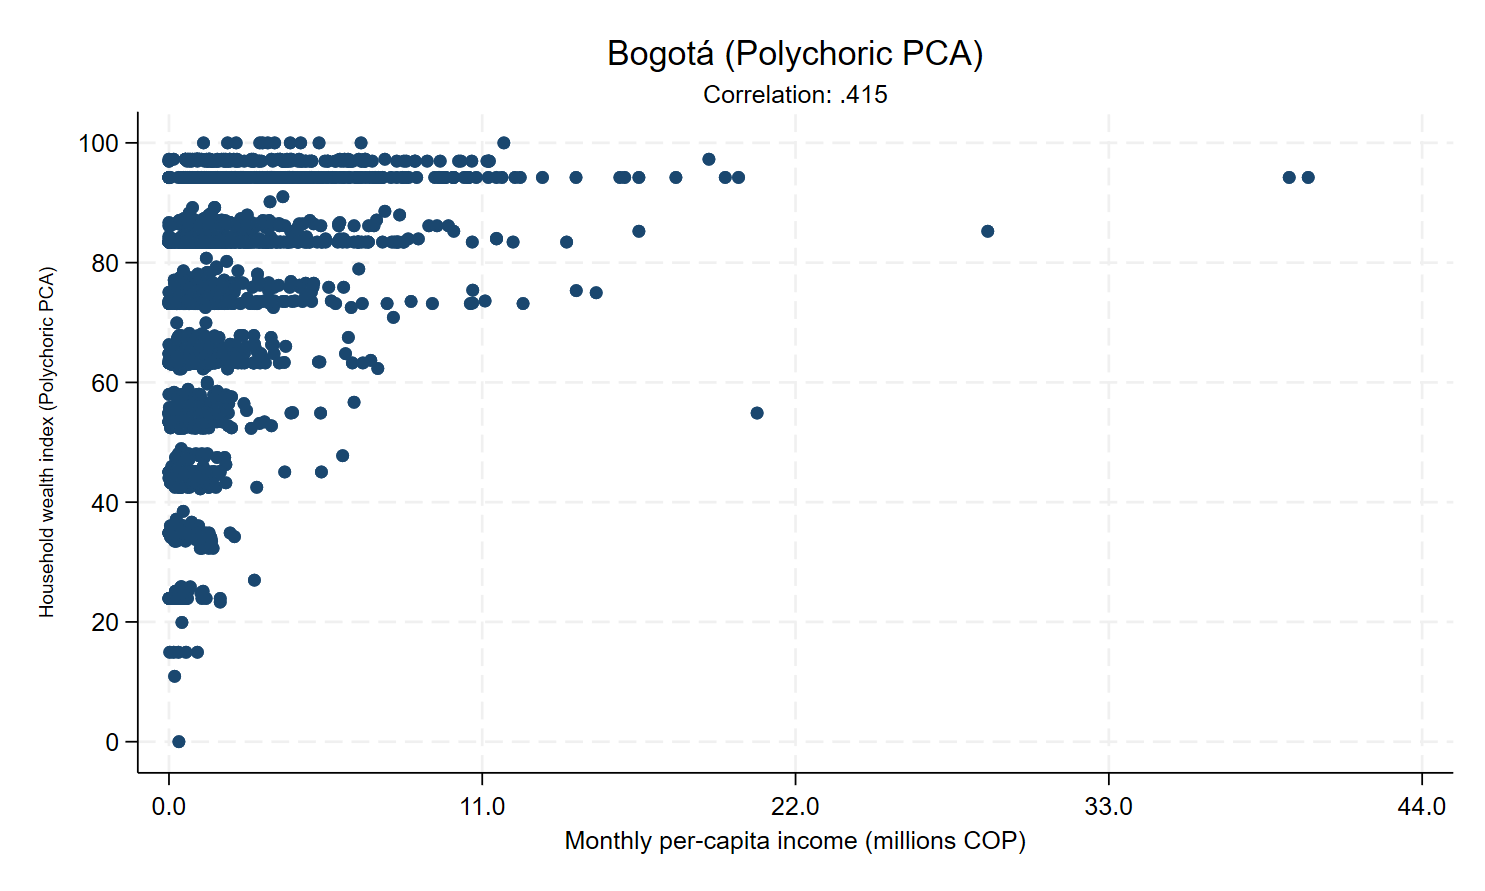 Bogotá (Polychoric PCA)
Correlation: .415
Household wealth index (Polychoric PCA)
100
80
60
40
20
0
0.0 11.0 22.0 33.0 44.0
Monthly per-capita income (millions COP)